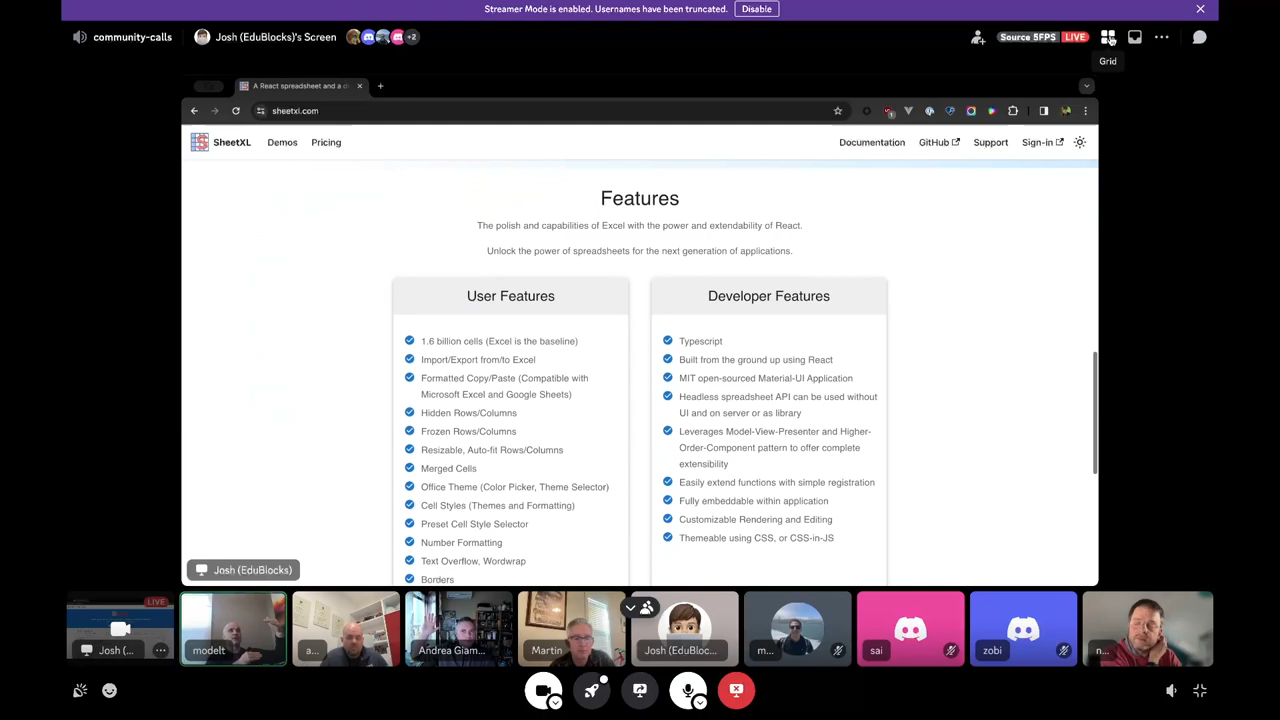 Streamer Mode is enabled. Usernames have been truncated.
Disable
community-calls
Josh (EduBlocks)'s Screen
+2
Source 5FPS
LIVE
Grid
A React spreadsheet and a d
sheetxl.com
SheetXL
Demos
Pricing
Documentation
GitHub
Support
Sign-in
Features
The polish and capabilities of Excel with the power and extendability of React.
Unlock the power of spreadsheets for the next generation of applications.
User Features
1.6 billion cells (Excel is the baseline)
Import/Export from/to Excel
Formatted Copy/Paste (Compatible with
Microsoft Excel and Google Sheets)
Hidden Rows/Columns
Frozen Rows/Columns
Resizable, Auto-fit Rows/Columns
Merged Cells
Office Theme (Color Picker, Theme Selector)
Cell Styles (Themes and Formatting)
Preset Cell Style Selector
Number Formatting
Text Overflow, Wordwrap
Borders
Developer Features
Typescript
Built from the ground up using React
MIT open-sourced Material-UI Application
Headless spreadsheet API can be used without
UI and on server or as library
Leverages Model-View-Presenter and Higher-
Order-Component pattern to offer complete
extensibility
Easily extend functions with simple registration
Fully embeddable within application
Customizable Rendering and Editing
Themeable using CSS, or CSS-in-JS
Josh (EduBlocks)
LIVE
Josh (...
modelt
a...
Andrea Giam...
Martin
Josh (EduBloc...
m...
sai
zobi
n...